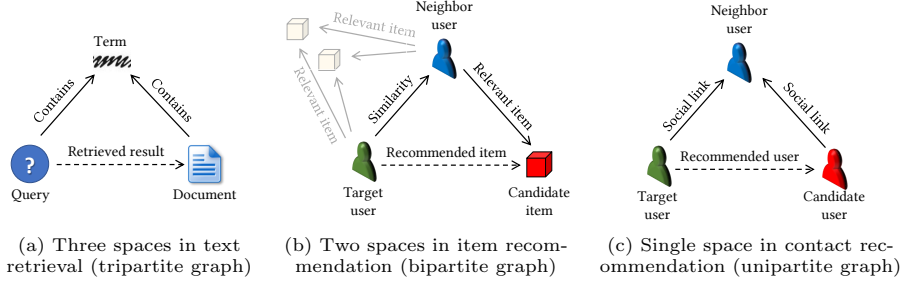 Term
Contains
Contains
?
Retrieved result
Query
Document
(a) Three spaces in text
retrieval (tripartite graph)
Neighbor
user
Relevant item
Relevant item
Similarity
Relevant item
Recommended item
Target
user
Candidate
item
(b) Two spaces in item recom-
mendation (bipartite graph)
Neighbor
user
Social link
Social link
Recommended user
Target
user
Candidate
user
(c) Single space in contact rec-
ommendation (unipartite graph)